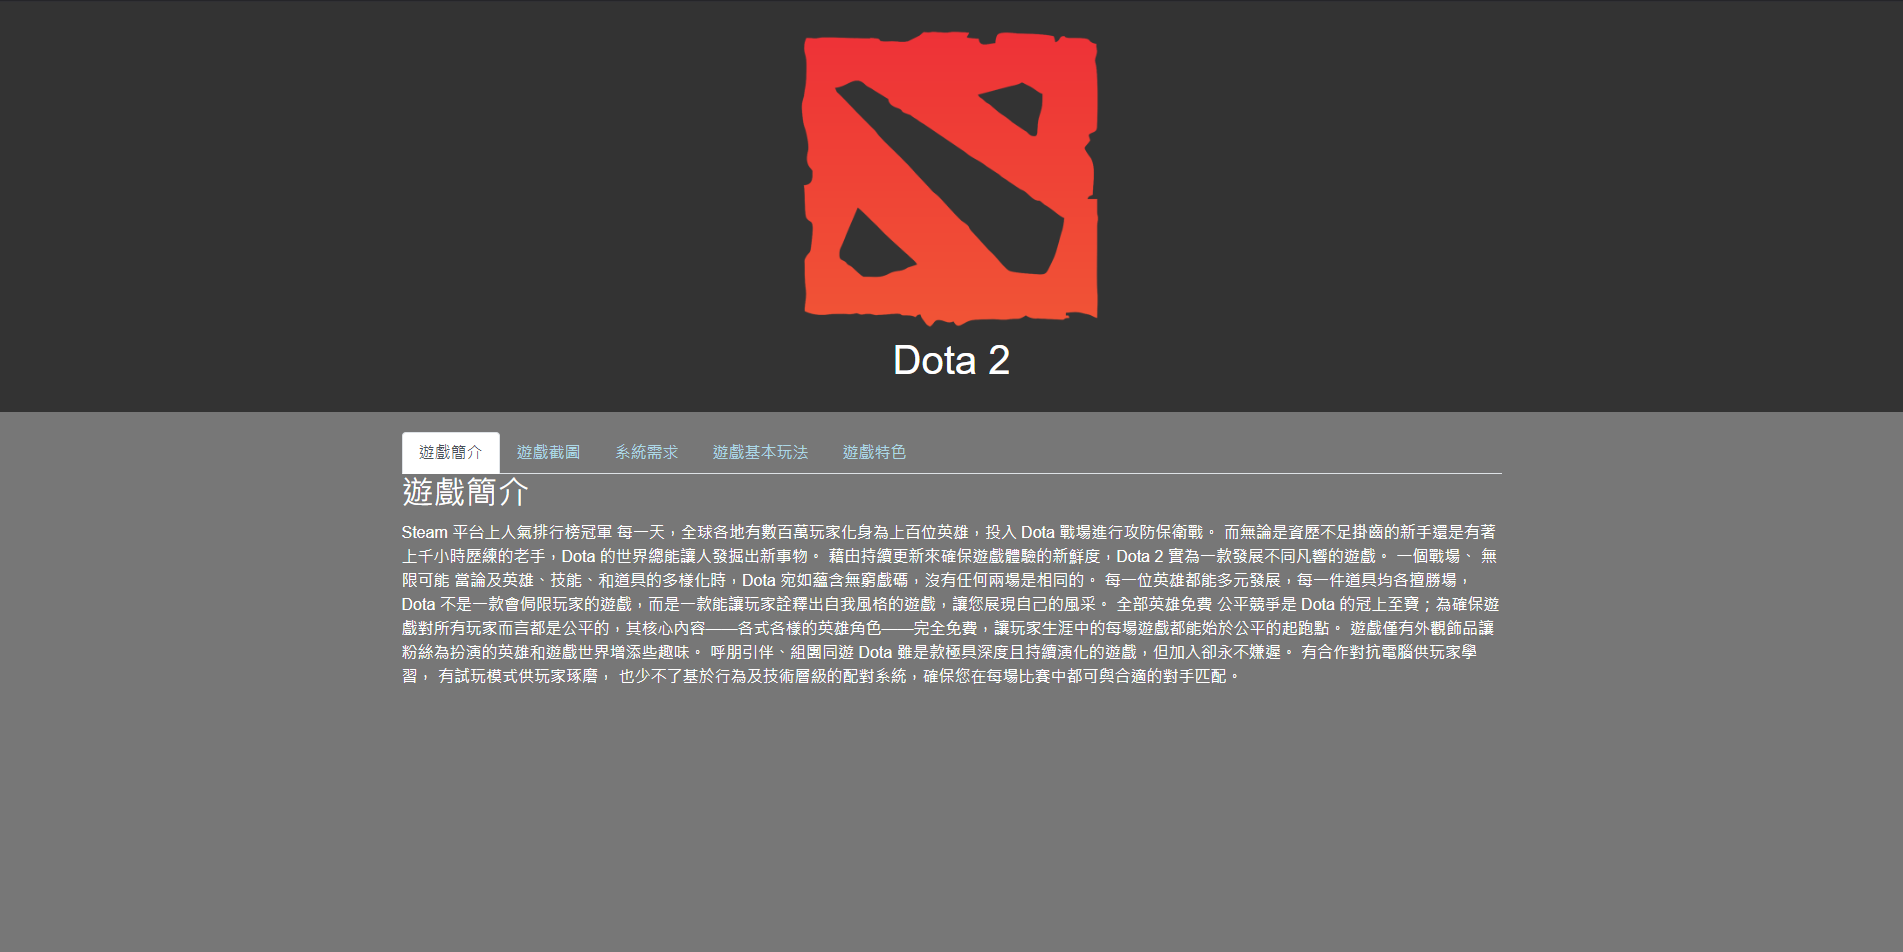 Dota 2
遊戲簡介 遊戲截圖 系統需求 遊戲基本玩法 遊戲特色
遊戲簡介
Steam 平台上人氣排行榜冠軍 每一天，全球各地有數百萬玩家化身為上百位英雄，投入 Dota 戰場進行攻防保衛戰。 而無論是資歷不足掛齒的新手還是有著
上千小時歷練的老手，Dota 的世界總能讓人發掘出新事物。 藉由持續更新來確保遊戲體驗的新鮮度，Dota 2 實為一款發展不同凡響的遊戲。 一個戰場、 無
限可能 當論及英雄、技能、和道具的多樣化時，Dota 宛如蘊含無窮戲碼，沒有任何兩場是相同的。 每一位英雄都能多元發展，每一件道具均各擅勝場，
Dota 不是一款會侷限玩家的遊戲，而是一款能讓玩家詮釋出自我風格的遊戲，讓您展現自己的風采。 全部英雄免費 公平競爭是 Dota 的冠上至寶；為確保遊
戲對所有玩家而言都是公平的，其核心內容——各式各樣的英雄角色——完全免費，讓玩家生涯中的每場遊戲都能始於公平的起跑點。 遊戲僅有外觀飾品讓
粉絲為扮演的英雄和遊戲世界增添些趣味。 呼朋引伴、組團同遊 Dota 雖是款極具深度且持續演化的遊戲，但加入卻永不嫌遲。 有合作對抗電腦供玩家學
習， 有試玩模式供玩家琢磨， 也少不了基於行為及技術層級的配對系統，確保您在每場比賽中都可與合適的對手匹配。